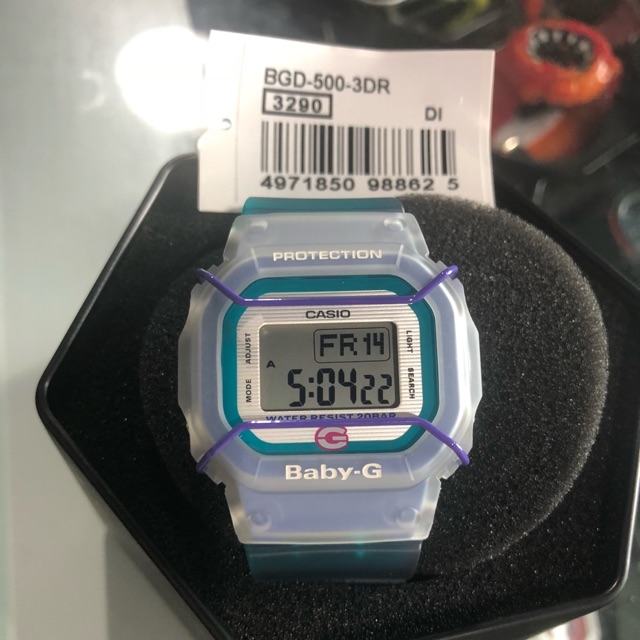 BGD-500-3DR
3290
DI
4971850 98862 5
PROTECTION
CASIO
ADJUST
LIGHT
FR.14
A
5:04 22
MODE
SEARCH
WATER RESIST 20BAR
G
Baby-G